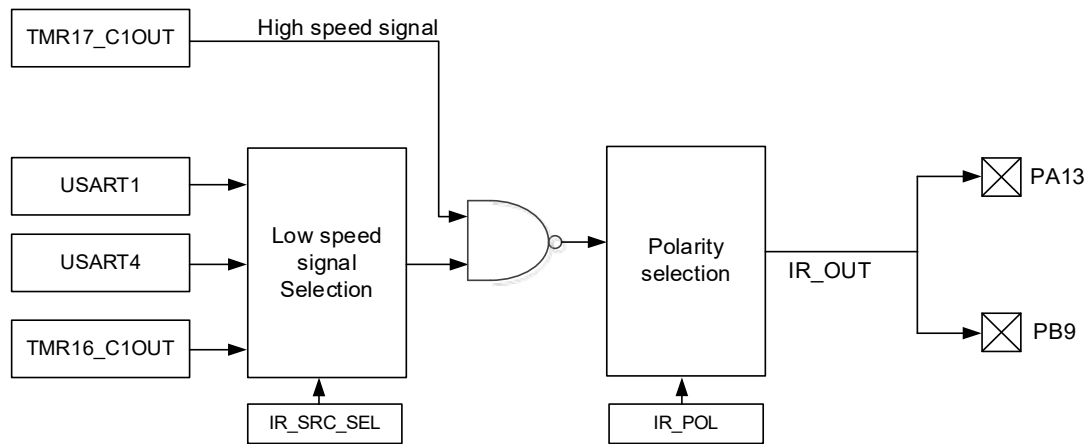 TMR17_C1OUT
High speed signal
USART1
USART4
TMR16_C1OUT
Low speed
signal
Selection
IR_SRC_SEL
Polarity
selection
IR_POL
IR_OUT
PA13
PB9